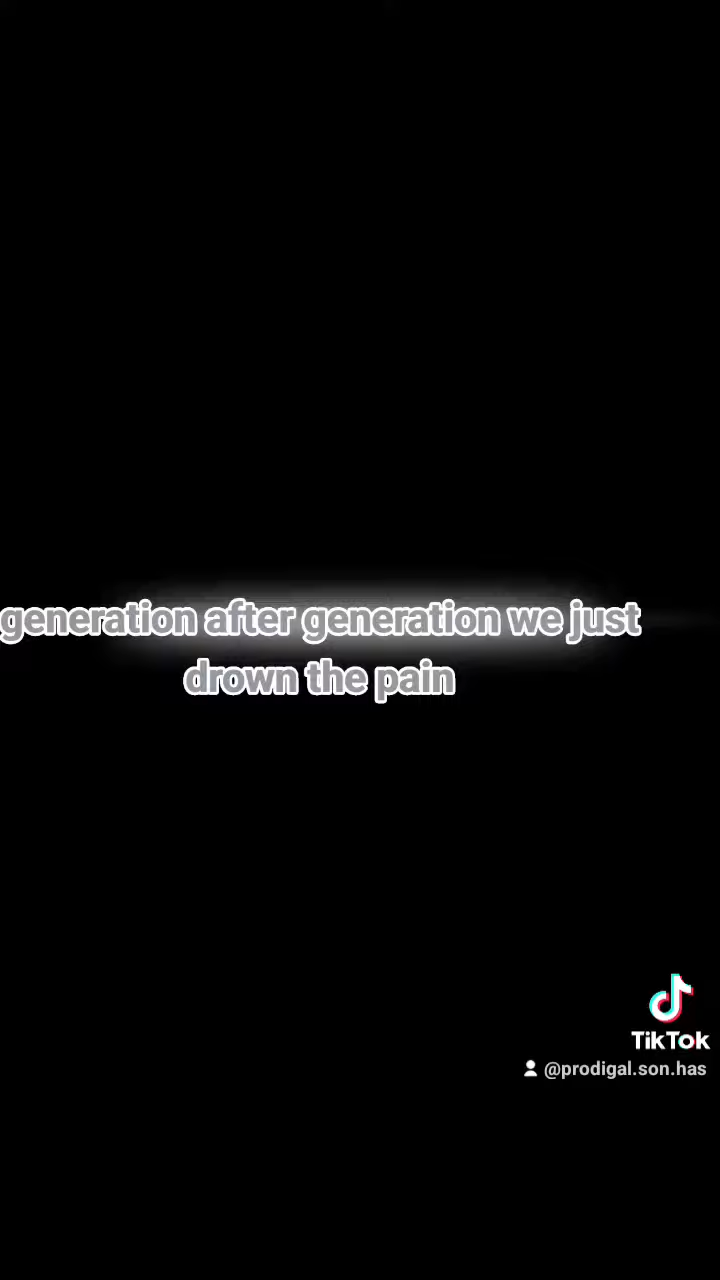 generation after generation we just
drown the pain
TikTok
@prodigal.son.has